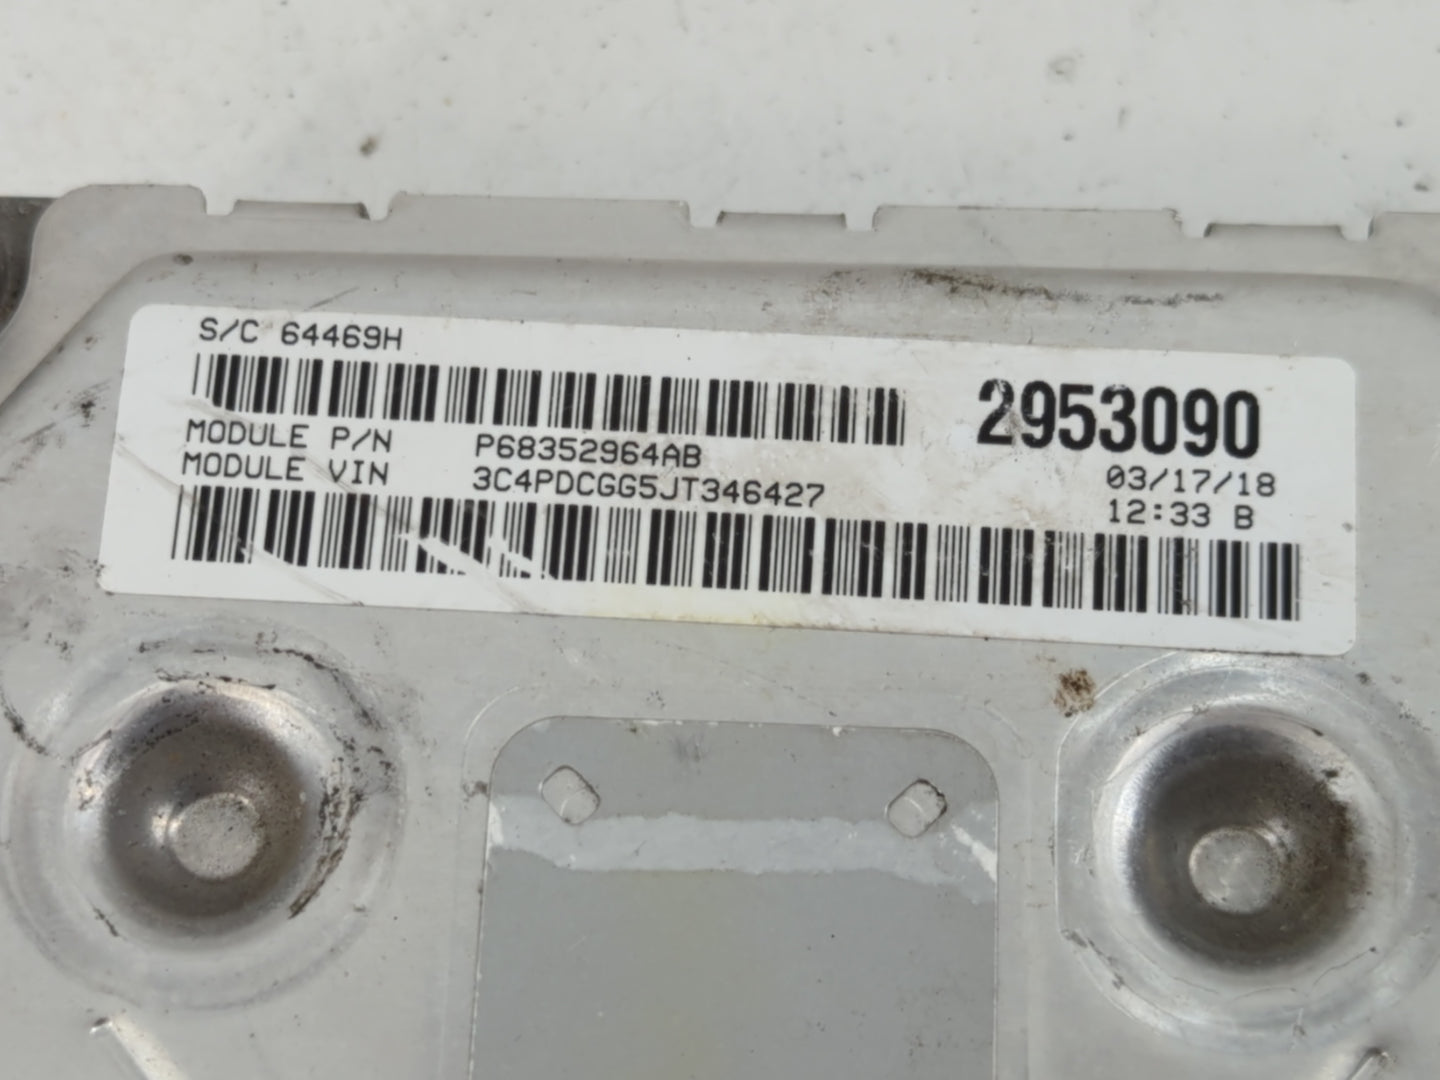 S/C 64469H
2953090
MODULE P/N P68352964AB
MODULE VIN 3C4PDCGG5JT346427
03/17/18
12:33 B